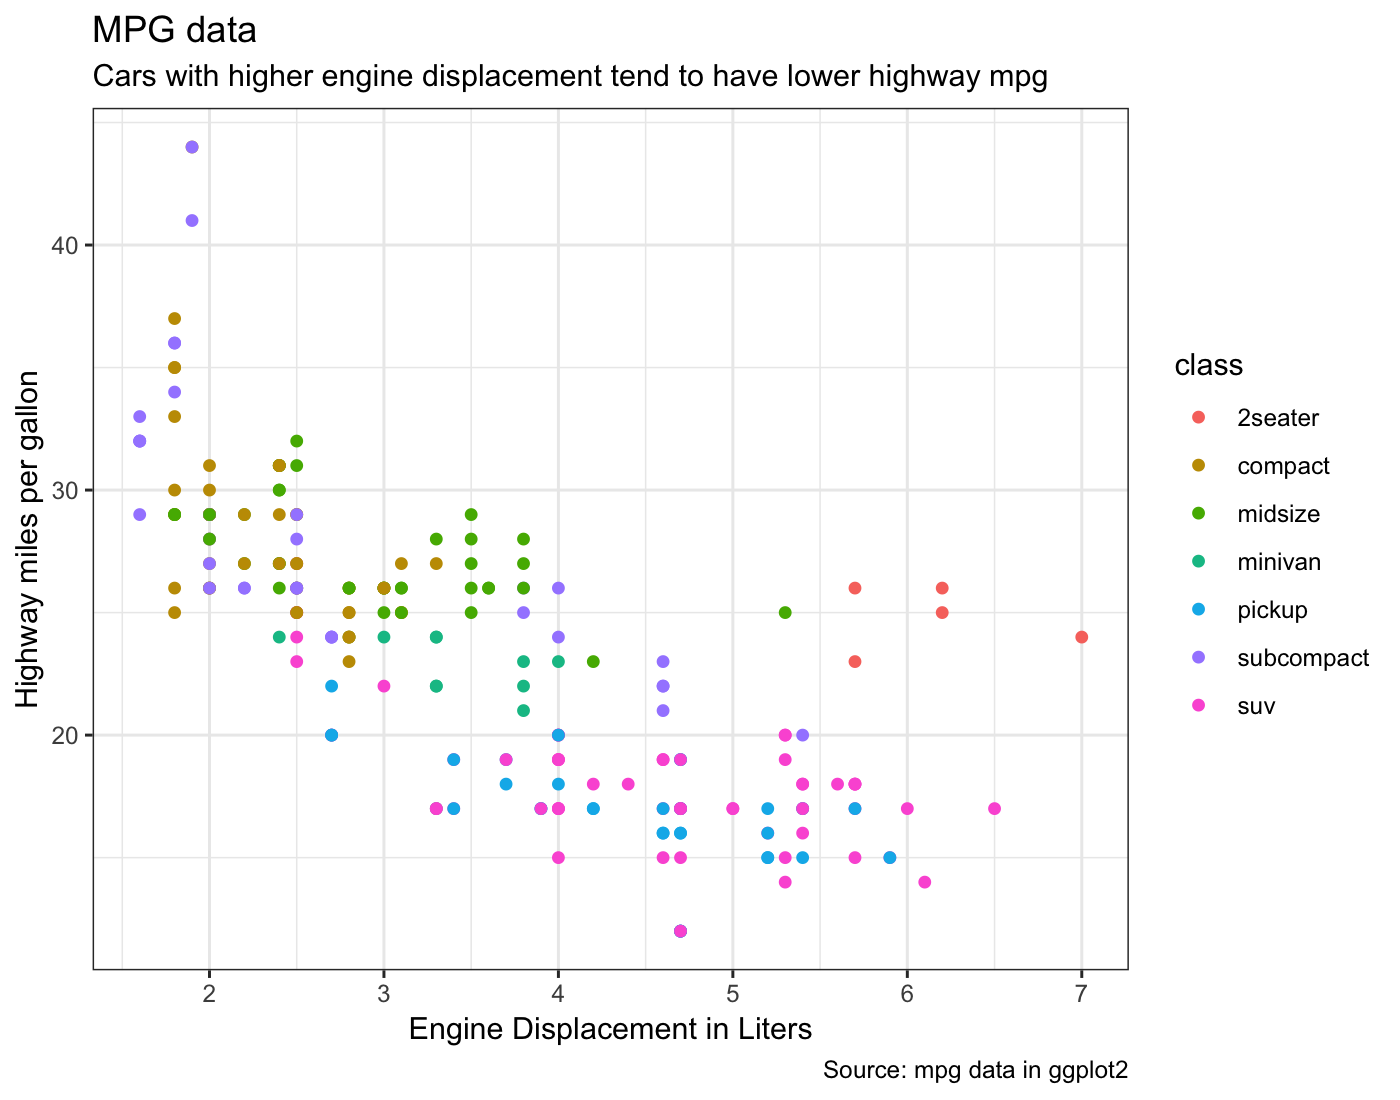 MPG data
Cars with higher engine displacement tend to have lower highway mpg
Highway miles per gallon
40
30
20
2 3 4 5 6 7
Engine Displacement in Liters
class
2seater
compact
midsize
minivan
pickup
subcompact
suv
Source: mpg data in ggplot2